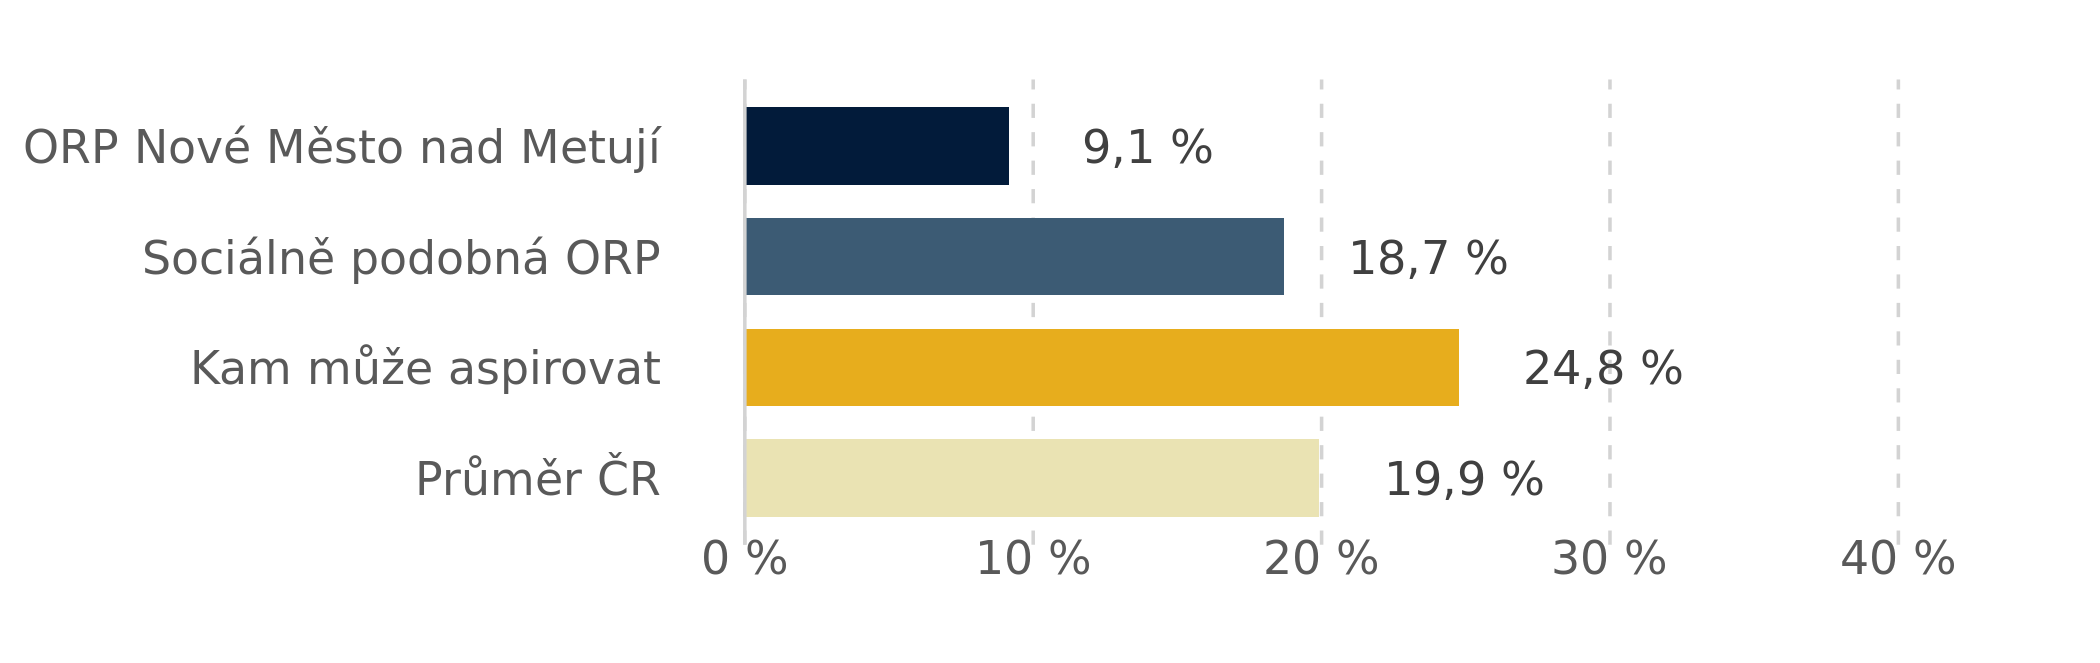 ORP Nové Město nad Metují
9,1 %
Sociálně podobná ORP
18,7 %
Kam může aspirovat
24,8 %
Průměr ČR
19,9 %
0 % 10 % 20 % 30 % 40 %